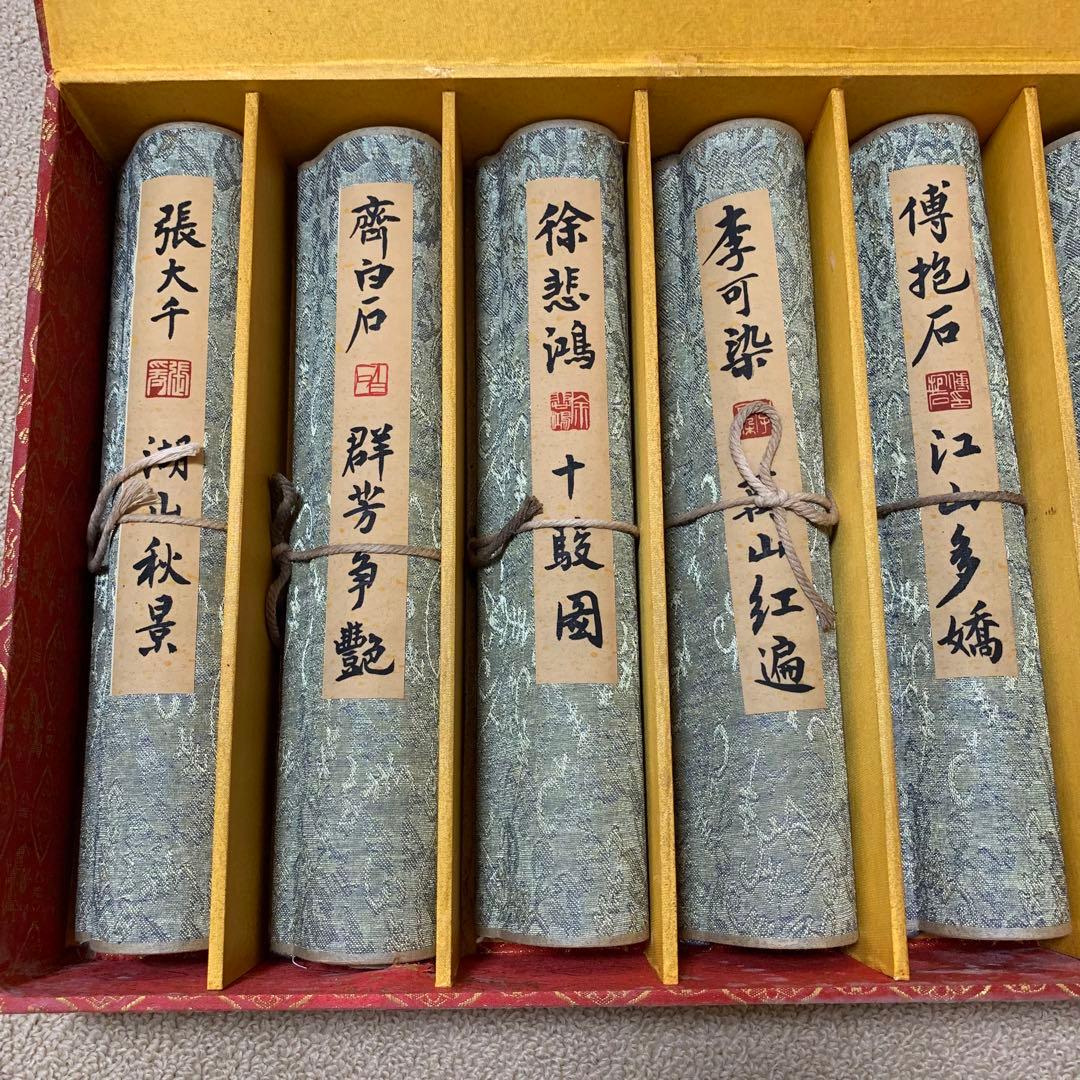 張大千
湖山秋景
齊白石
群芳争艷
徐悲鴻
十駿图
李可染
萬山红遍
傅抱石
江山多嬌